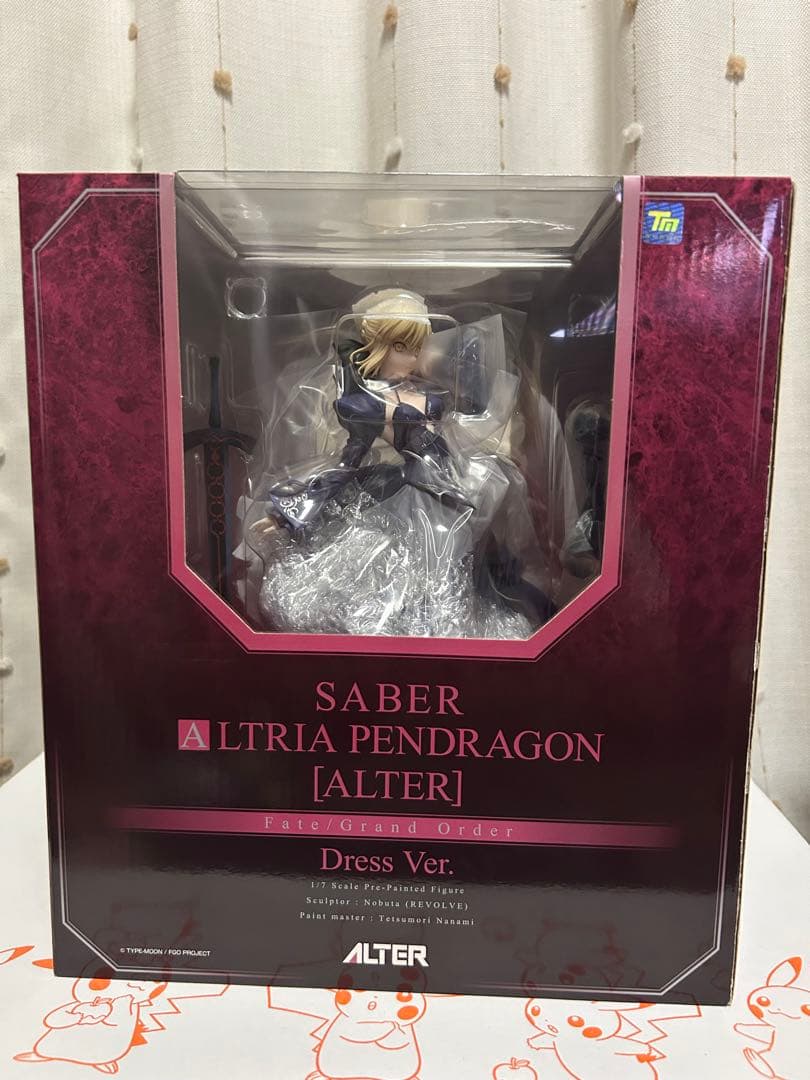 TM
SABER
ALTRIA PENDRAGON
[ALTER]
Fate/Grand Order
Dress Ver.
1/7 Scale Pre-Painted Figure
Sculptor : Nobuta (REVOLVE)
Paint master : Tetsumori Nanami
© TYPE-MOON / FGO PROJECT
ALTER